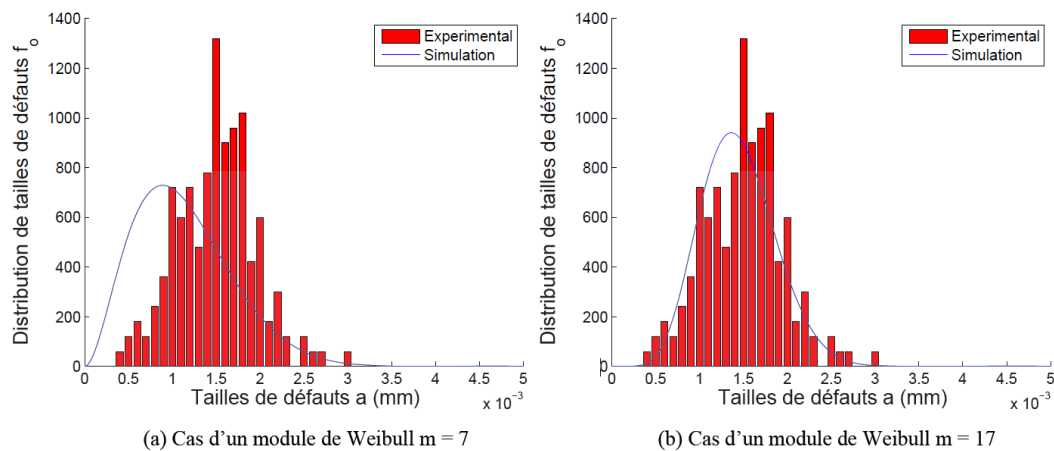 Distribution de tailles de défauts f_o
1400
1200
1000
800
600
400
200
0
Experimental
Simulation
0 0.5 1 1.5 2 2.5 3 3.5 4 4.5 5
Tailles de défauts a (mm)
x 10⁻³
(a) Cas d’un module de Weibull m = 7
Distribution de tailles de défauts f_o
1400
1200
1000
800
600
400
200
0
Experimental
Simulation
0 0.5 1 1.5 2 2.5 3 3.5 4 4.5 5
Tailles de défauts a (mm)
x 10⁻³
(b) Cas d’un module de Weibull m = 17